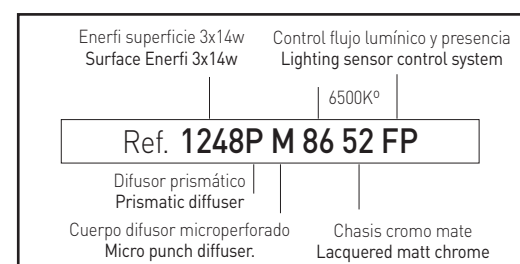 Enerfi superficie 3x14w
Surface Enerfi 3x14w
Control flujo lumínico y presencia
Lighting sensor control system
6500Kº
Ref. 1248P M 86 52 FP
Difusor prismático
Prismatic diffuser
Cuerpo difusor microperforado
Micro punch diffuser.
Chasis cromo mate
Lacquered matt chrome